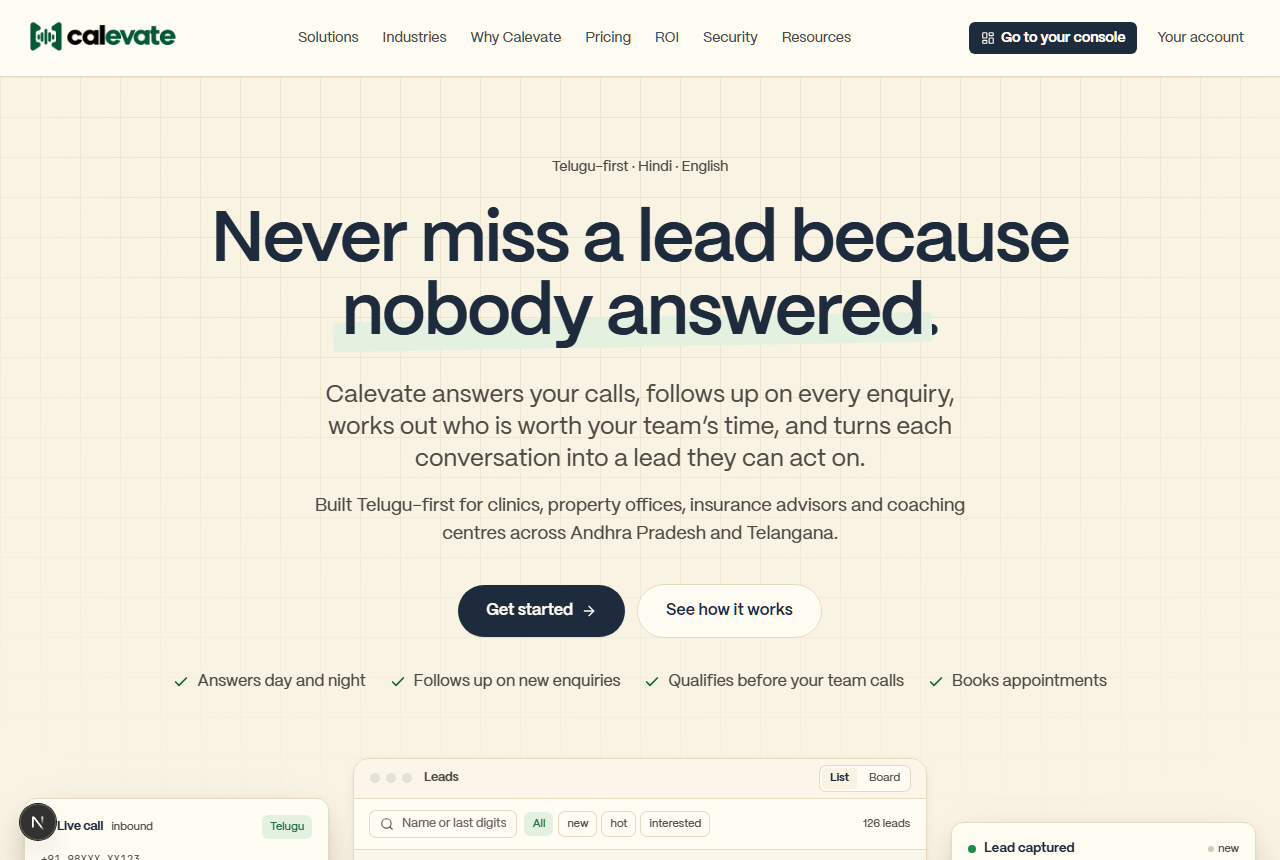 calevate
Solutions
Industries
Why Calevate
Pricing
ROI
Security
Resources
Go to your console
Your account
Telugu-first · Hindi · English
Never miss a lead because
nobody answered.
Calevate answers your calls, follows up on every enquiry,
works out who is worth your team’s time, and turns each
conversation into a lead they can act on.
Built Telugu-first for clinics, property offices, insurance advisors and coaching
centres across Andhra Pradesh and Telangana.
Get started
See how it works
Answers day and night
Follows up on new enquiries
Qualifies before your team calls
Books appointments
Leads
List
Board
N
Live call
inbound
Telugu
Name or last digits
All
new
hot
interested
126 leads
Lead captured
new
+91 98XXX XX123